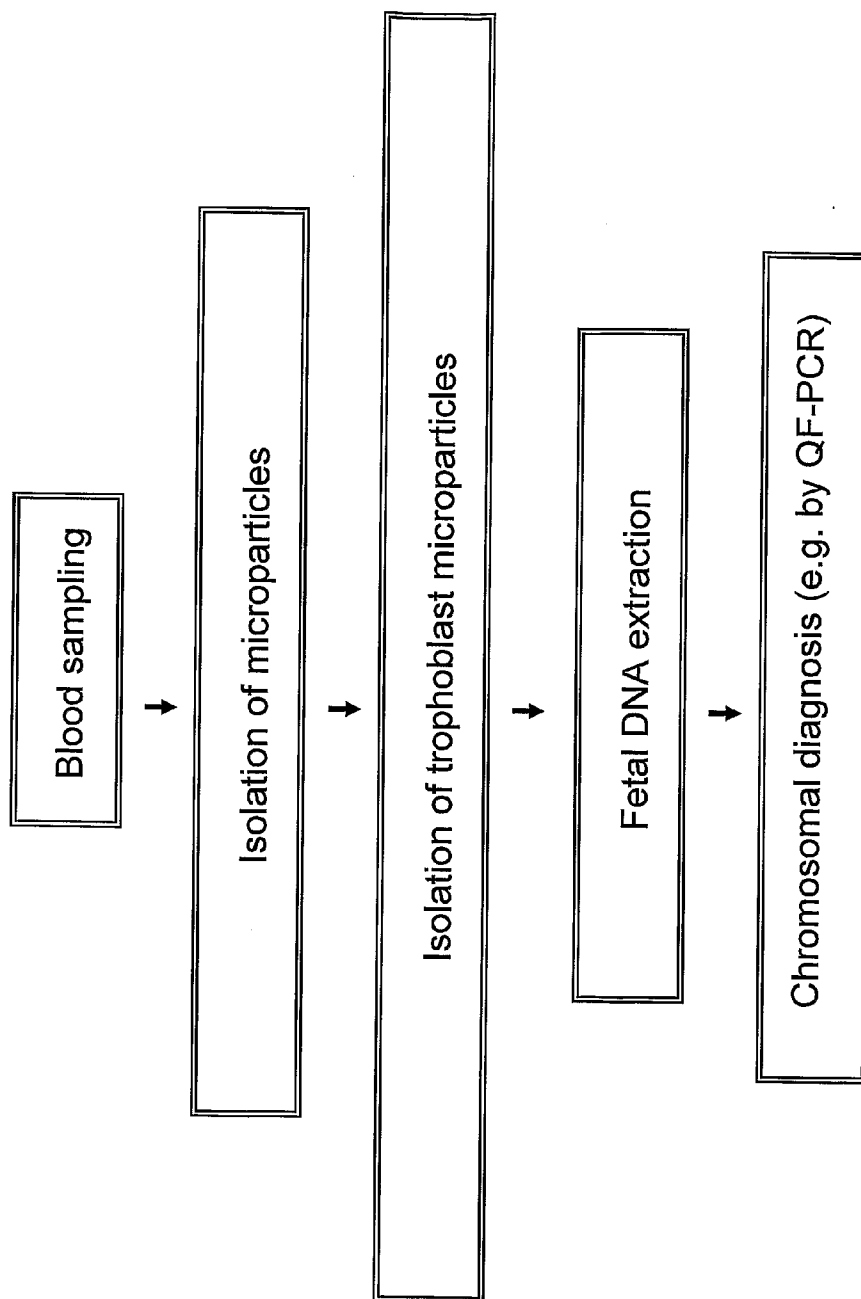 Blood sampling
Isolation of microparticles
Isolation of trophoblast microparticles
Fetal DNA extraction
Chromosomal diagnosis (e.g. by QF-PCR)